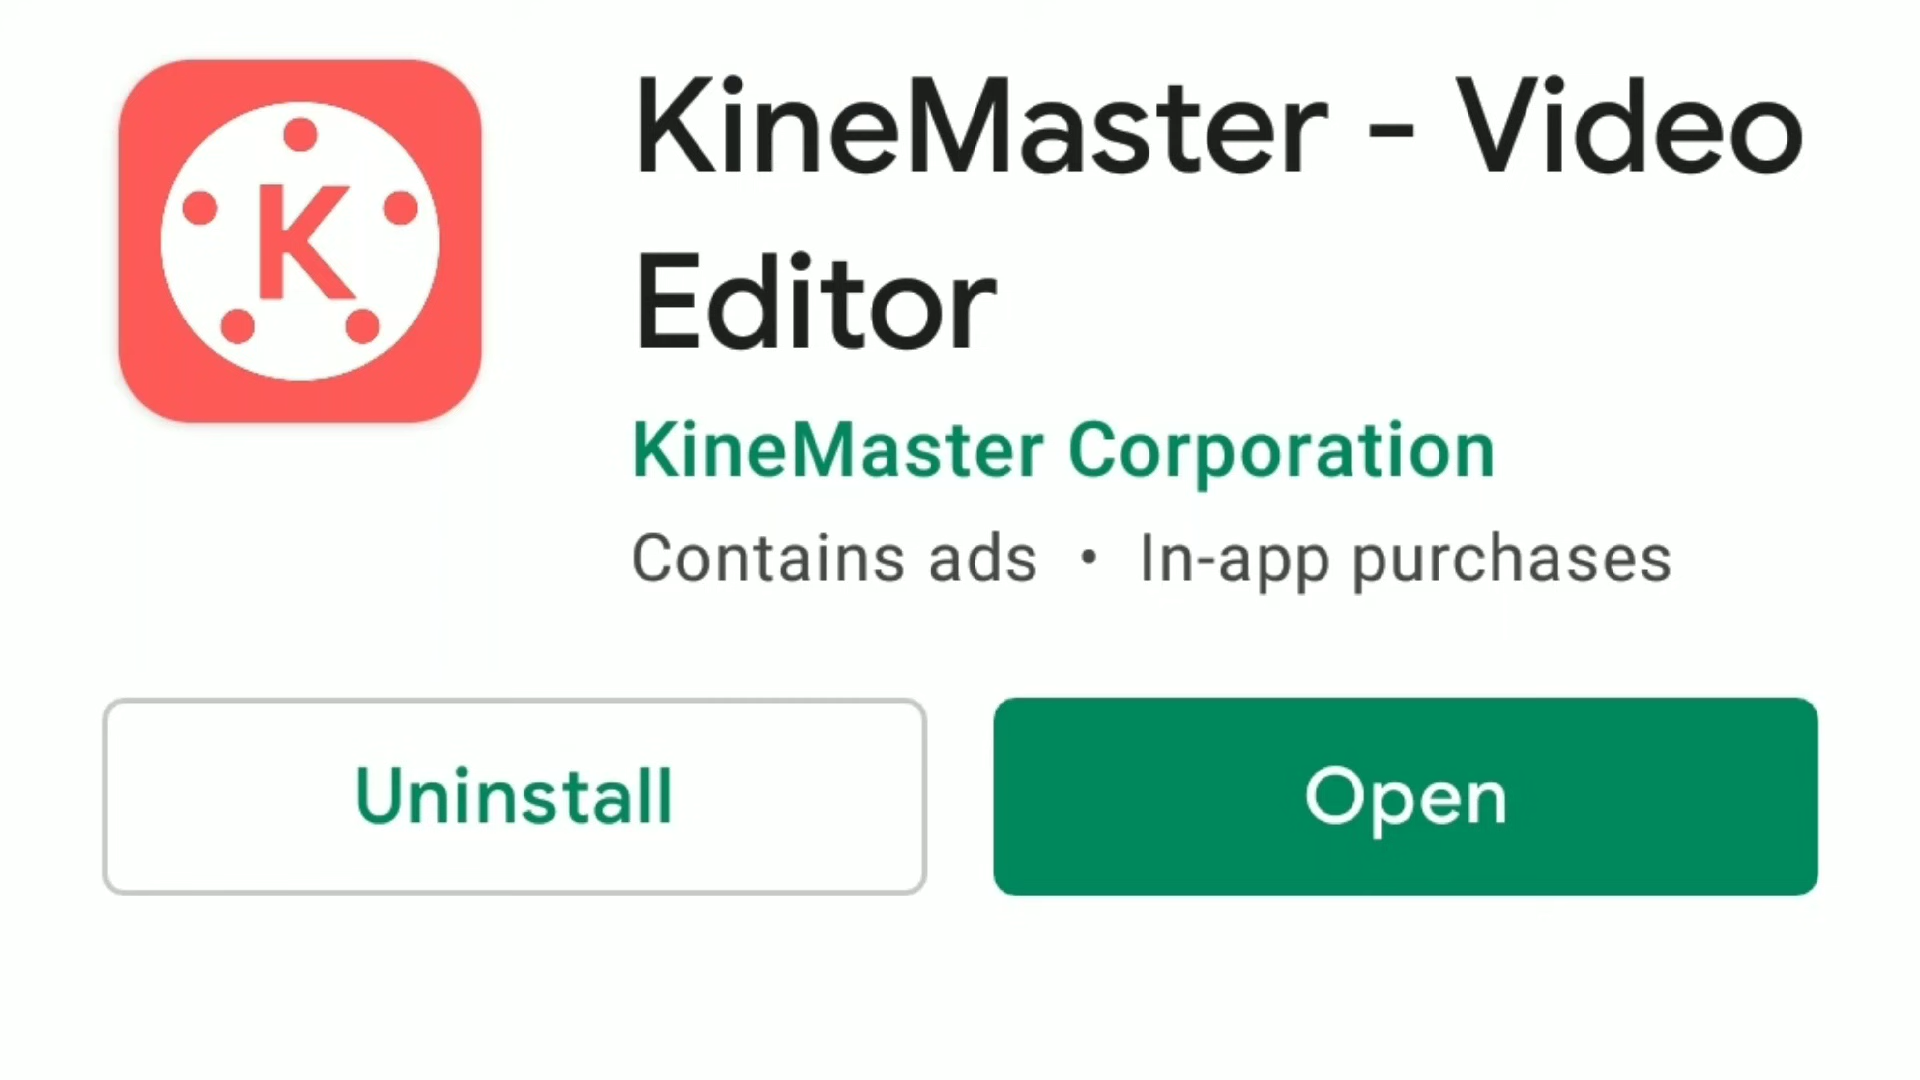 K
KineMaster - Video
Editor
KineMaster Corporation
Contains ads • In-app purchases
Uninstall
Open